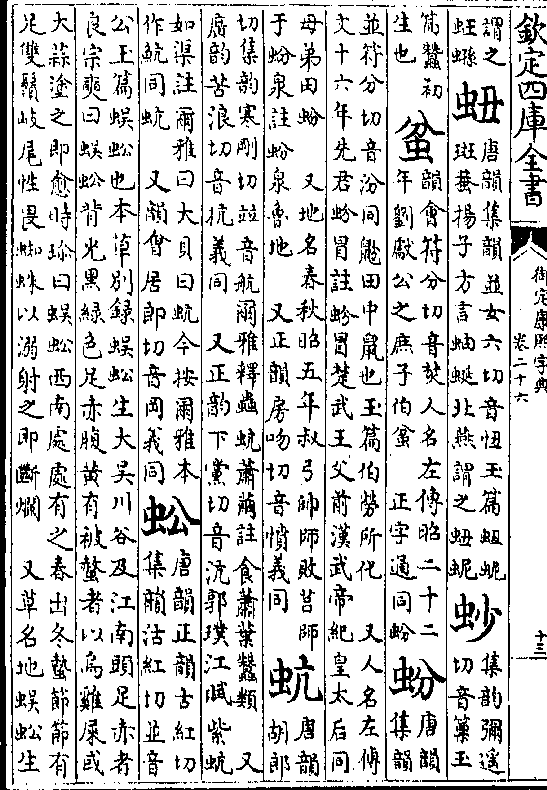 欽定四庫全書
御定康熙字典
卷二十六
十三
謂之
蚟
䖡
唐韻集韻並女六切音忸玉篇䖡蚭
斑蝥揚子方言蚰蜒北燕謂之䖡蚭
䖢
集韻彌遙
切音篻玉
篇蠶初
生也
蚠
韻會符分切音焚人名左傳昭二十二
年劉獻公之庶子伯蚠 正字通同蚡
蚡
唐韻
集韻
並符分切音汾同鼢田中鼠也玉篇伯勞所化 又人名左傳
文十六年先君蚡冒註蚡冒楚武王父前漢武帝紀皇太后同
母弟田蚡 又地名春秋昭五年叔弓帥師敗莒師
于蚡泉註蚡泉魯地 又正韻房吻切音憤義同
蚢
唐韻
胡郎
切集韻寒剛切並音航爾雅釋蟲蚢蕭繭註食蕭葉蠶類 又
廣韻苦浪切音抗義同 又正韻下黨切音沆郭璞江賦紫蚢
如渠註爾雅曰大貝曰蚢今按爾雅本
作魧同蚢 又韻會居郎切音岡義同
蚣
唐韻正韻古紅切
集韻沽紅切並音
公玉篇蜈蚣也本草别錄蜈蚣生大吳川谷及江南頭足赤者
良宗奭曰蜈蚣背光黑綠色足赤腹黃有被螫者以烏雞屎或
大蒜塗之即愈時珍曰蜈蚣西南處處有之春出冬蟄節節有
足雙鬚岐尾性畏蜘蛛以溺射之即斷爛 又草名地蜈蚣生